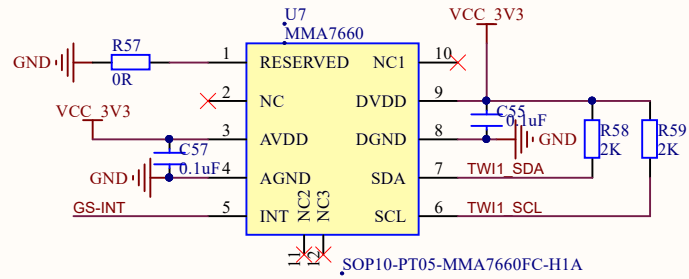 U7
MMA7660
VCC_3V3
GND
R57
0R
1
RESERVED
NC1
10
2
NC
DVDD
9
VCC_3V3
3
AVDD
DGND
8
C55
0.1uF
GND
R58
2K
R59
2K
C57
0.1uF
GND
4
AGND
SDA
7
TWI1_SDA
GS-INT
5
INT
NC2
NC3
SCL
6
TWI1_SCL
11
12
SOP10-PT05-MMA7660FC-H1A